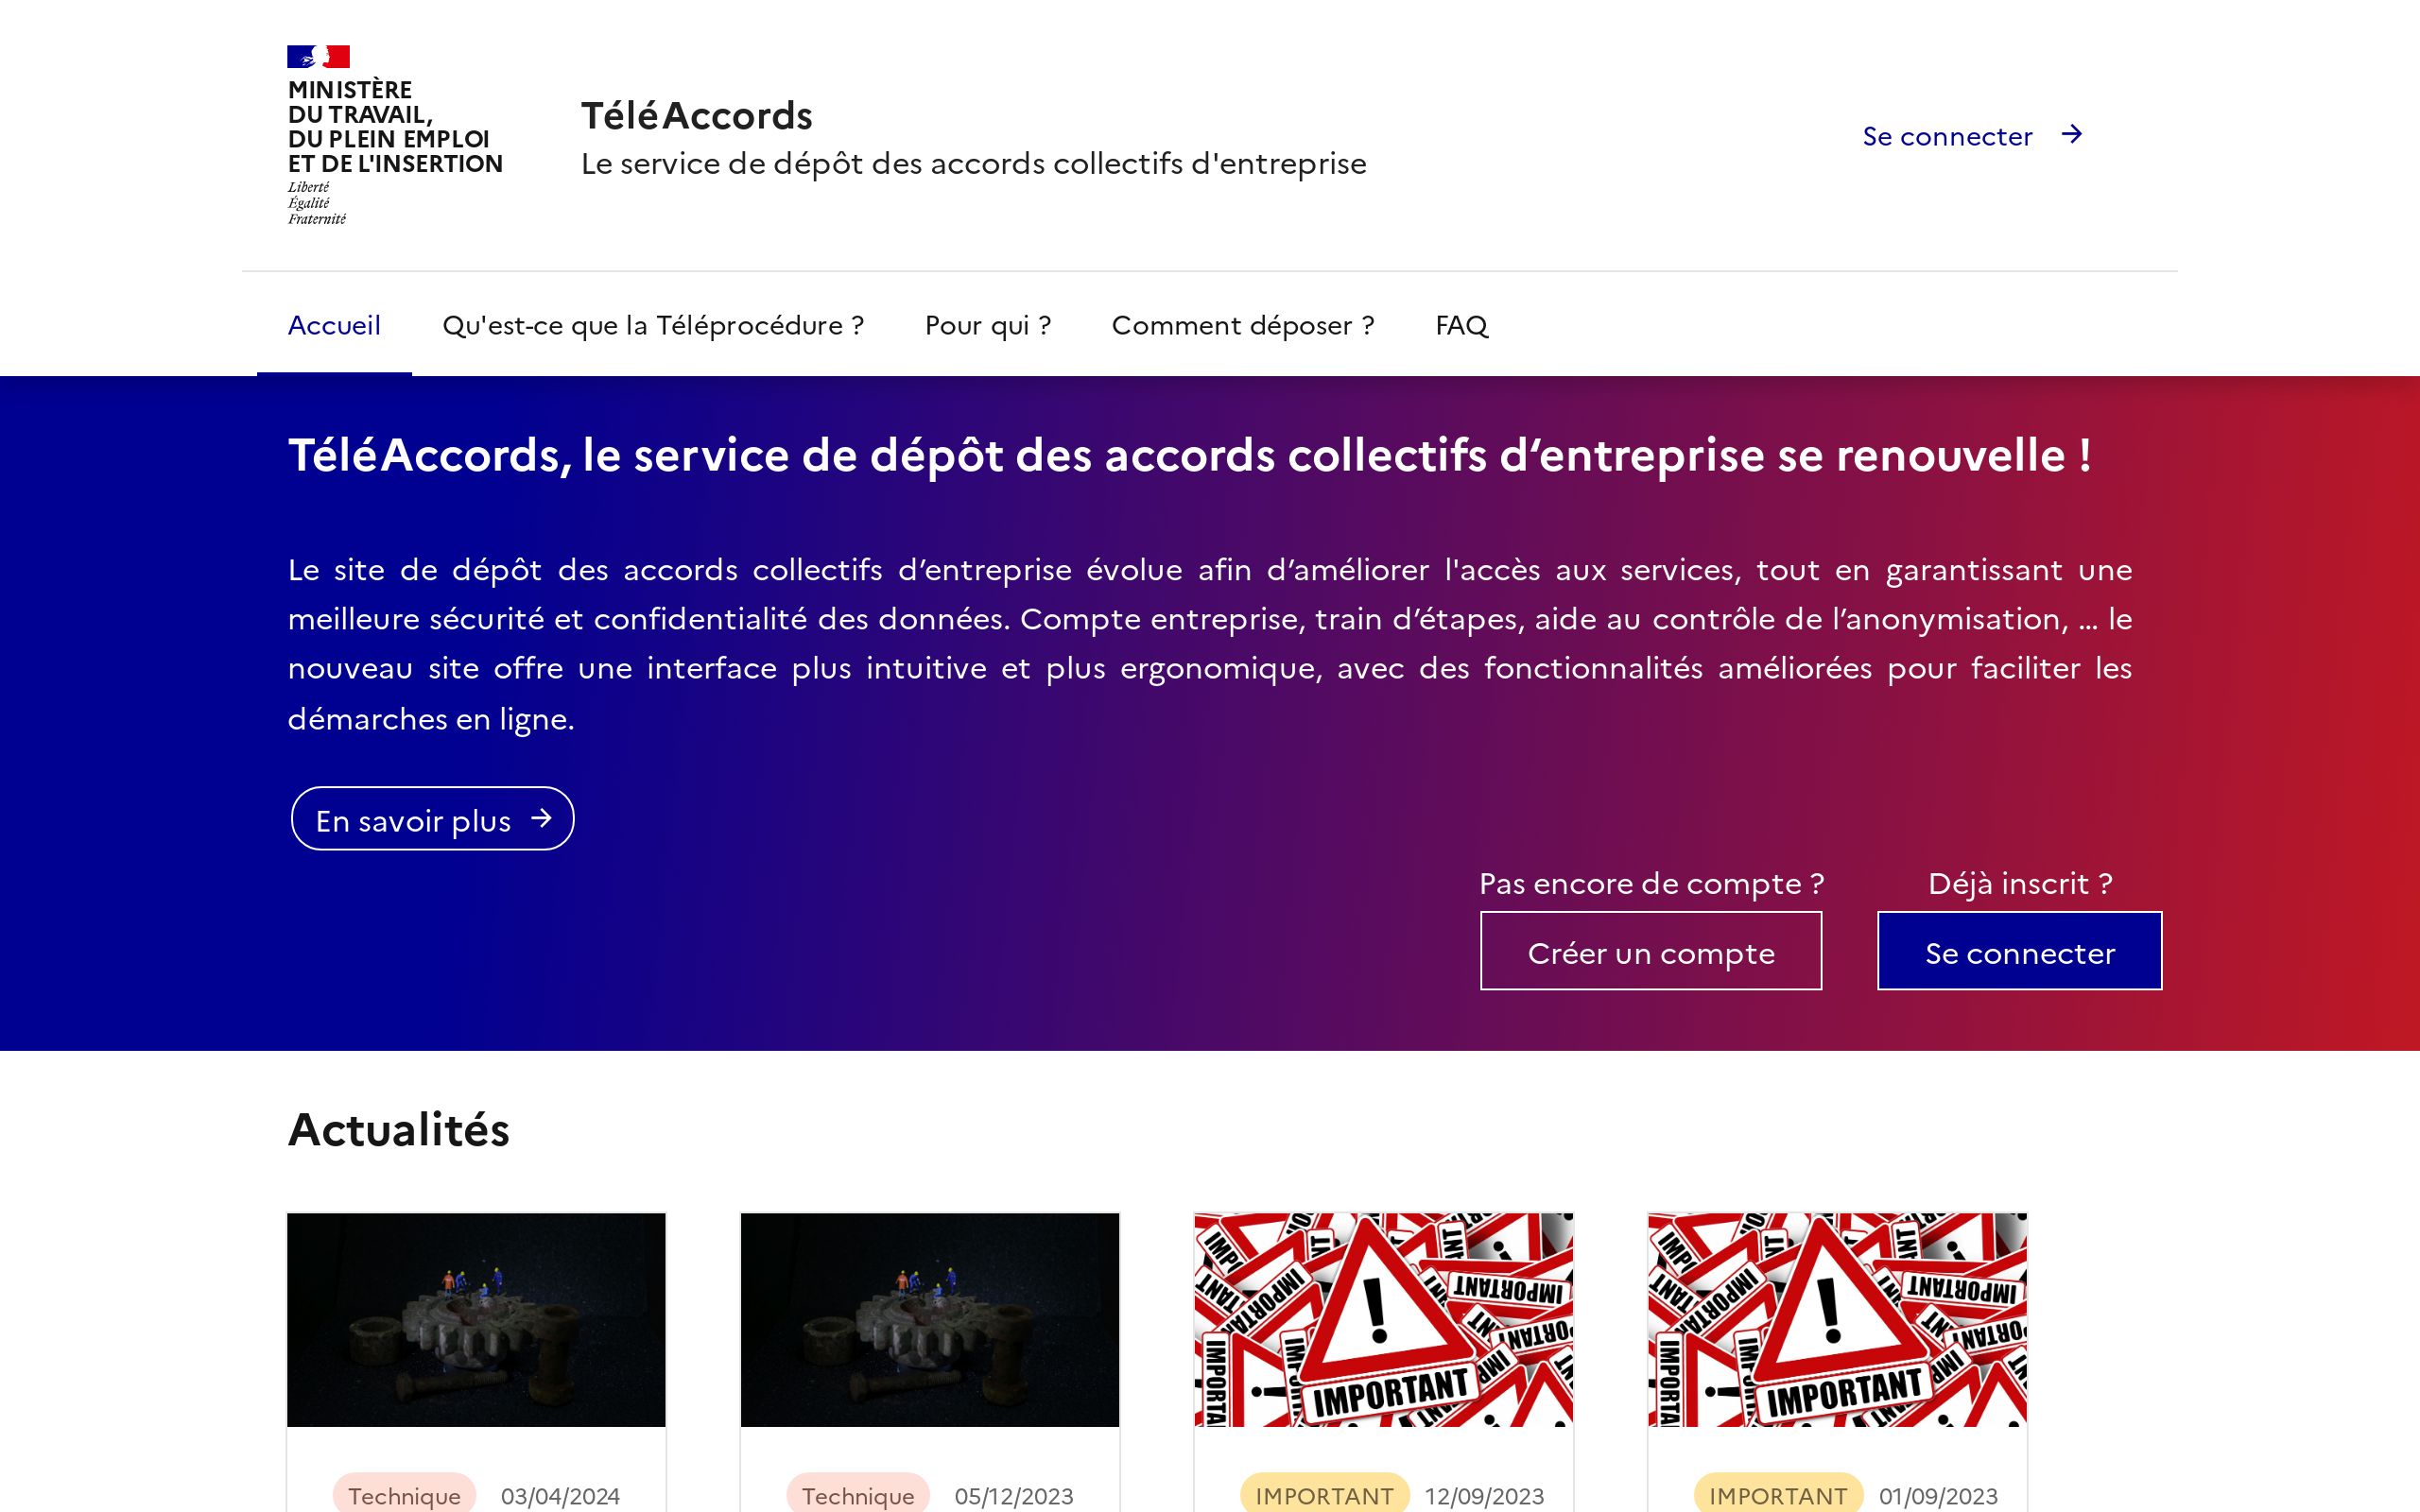 MINISTÈRE
DU TRAVAIL,
DU PLEIN EMPLOI
ET DE L'INSERTION
Liberté
Égalité
Fraternité
TéléAccords
Le service de dépôt des accords collectifs d'entreprise
Se connecter
Accueil
Qu'est-ce que la Téléprocédure ?
Pour qui ?
Comment déposer ?
FAQ
TéléAccords, le service de dépôt des accords collectifs d‘entreprise se renouvelle !
Le site de dépôt des accords collectifs d’entreprise évolue afin d’améliorer l'accès aux services, tout en garantissant une
meilleure sécurité et confidentialité des données. Compte entreprise, train d’étapes, aide au contrôle de l’anonymisation, ... le
nouveau site offre une interface plus intuitive et plus ergonomique, avec des fonctionnalités améliorées pour faciliter les
démarches en ligne.
En savoir plus
Pas encore de compte ?
Déjà inscrit ?
Créer un compte
Se connecter
Actualités
IMPORTANT
IMPORTANT
IMPORTANT
IMPORTANT
IMPORTANT
IMPORTANT
Technique
03/04/2024
Technique
05/12/2023
IMPORTANT
12/09/2023
IMPORTANT
01/09/2023